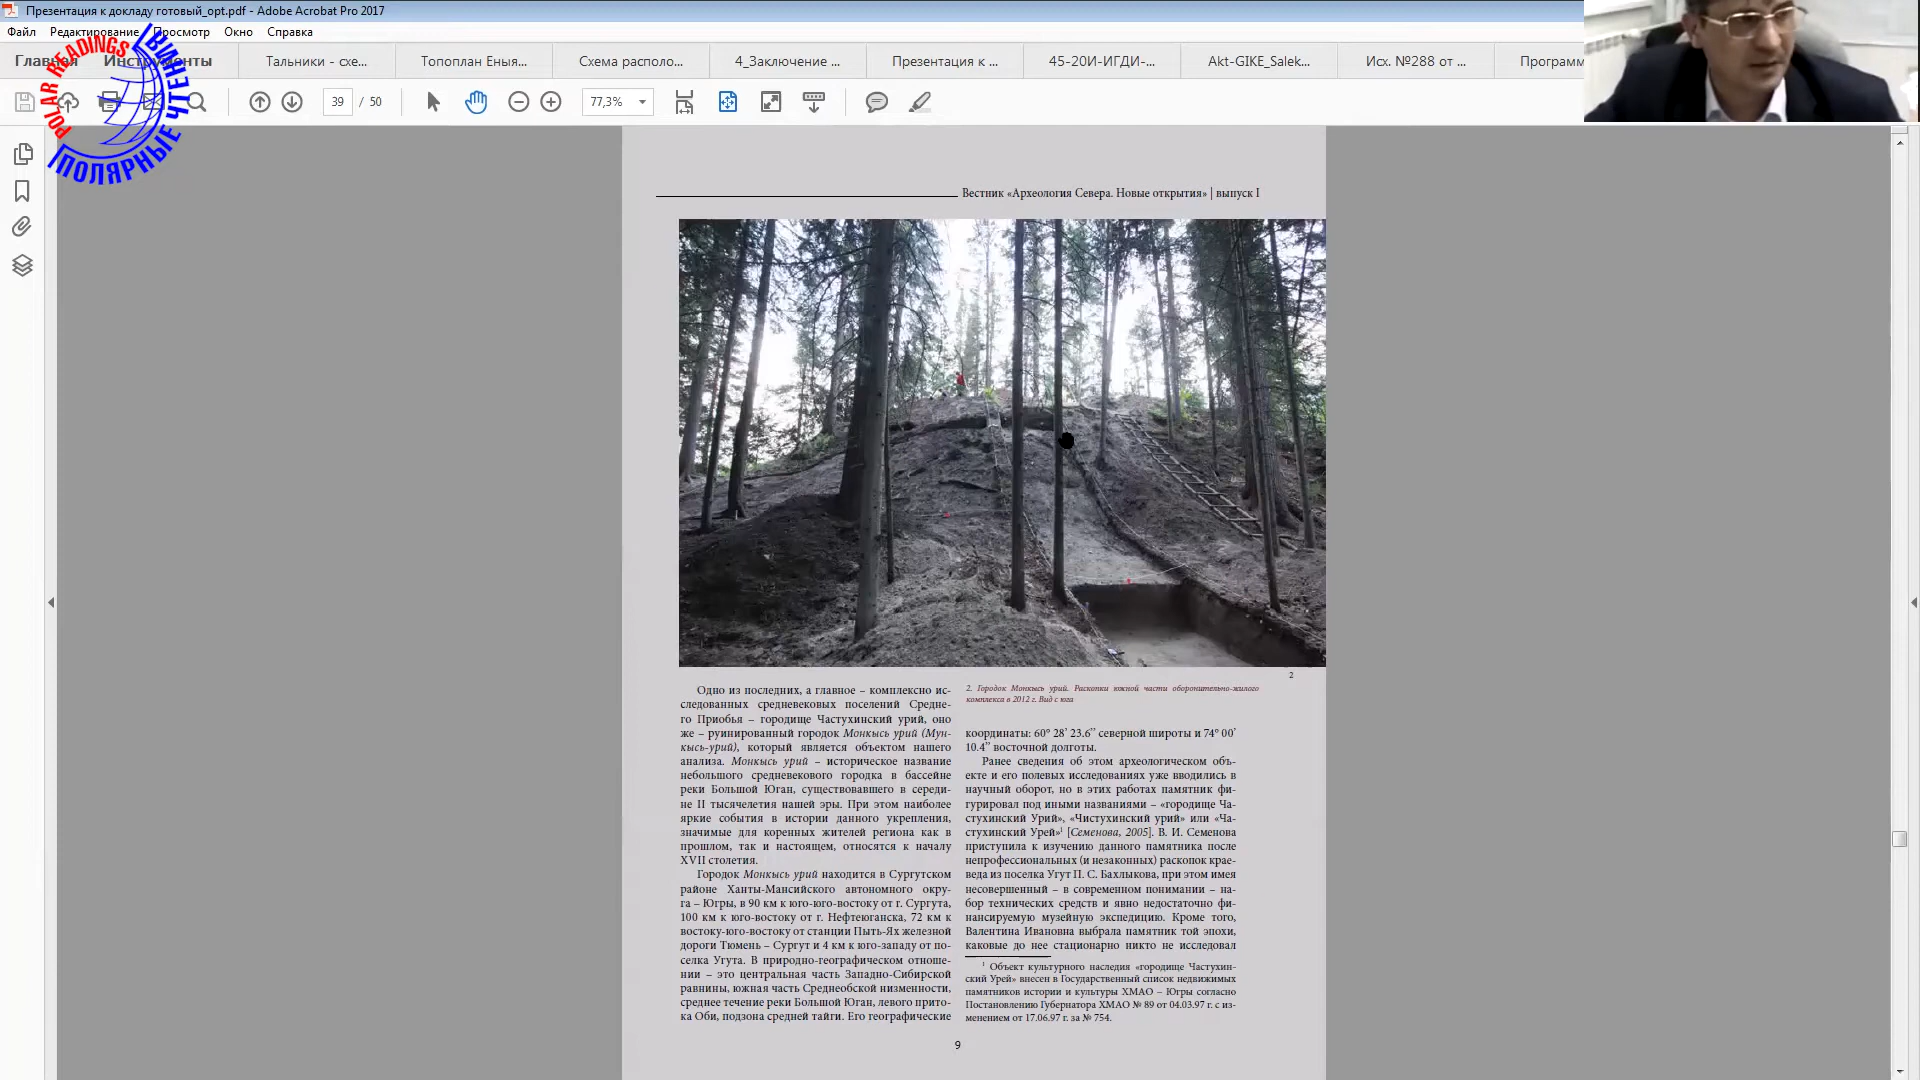 Презентация к докладу готовый_opt.pdf - Adobe Acrobat Pro 2017
Файл Редактирование Просмотр Окно Справка
Главная Инструменты Тальники - схе... Топоплан Еныя... Схема располо... 4_Заключение ... Презентация к ... 45-20И-ИГДИ-... Akt-GIKE_Salek... Исх. №288 от ... Программ
39 / 50 77,3%
POLAR READINGS
ПОЛЯРНЫЕ ЧТЕНИЯ
Вестник «Археология Севера. Новые открытия» | выпуск I
2
2. Городок Монкысь урий. Раскопки южной части оборонительно-жилого
комплекса в 2012 г. Вид с юга
Одно из последних, а главное – комплексно ис-
следованных средневековых поселений Средне-
го Приобья – городище Частухинский урий, оно
же – руинированный городок Монкысь урий (Мун-
кысь-урий), который является объектом нашего
анализа. Монкысь урий – историческое название
небольшого средневекового городка в бассейне
реки Большой Юган, существовавшего в середи-
не II тысячелетия нашей эры. При этом наиболее
яркие события в истории данного укрепления,
значимые для коренных жителей региона как в
прошлом, так и настоящем, относятся к началу
XVII столетия.
Городок Монкысь урий находится в Сургутском
районе Ханты-Мансийского автономного окру-
га – Югры, в 90 км к юго-юго-востоку от г. Сургута,
100 км к юго-востоку от г. Нефтеюганска, 72 км к
востоку-юго-востоку от станции Пыть-Ях железной
дороги Тюмень – Сургут и 4 км к юго-западу от по-
селка Угута. В природно-географическом отноше-
нии – это центральная часть Западно-Сибирской
равнины, южная часть Среднеобской низменности,
среднее течение реки Большой Юган, левого прито-
ка Оби, подзона средней тайги. Его географические
координаты: 60° 28’ 23.6” северной широты и 74° 00’
10.4” восточной долготы.
Ранее сведения об этом археологическом объ-
екте и его полевых исследованиях уже вводились в
научный оборот, но в этих работах памятник фи-
гурировал под иными названиями – «городище Ча-
стухинский Урий», «Чистухинский урий» или «Ча-
стухинский Урей»¹ [Семенова, 2005]. В. И. Семенова
приступила к изучению данного памятника после
непрофессиональных (и незаконных) раскопок крае-
веда из поселка Угут П. С. Бахлыкова, при этом имея
несовершенный – в современном понимании – на-
бор технических средств и явно недостаточно фи-
нансируемую музейную экспедицию. Кроме того,
Валентина Ивановна выбрала памятник той эпохи,
каковые до нее стационарно никто не исследовал
¹ Объект культурного наследия «городище Частухин-
ский Урей» внесен в Государственный список недвижимых
памятников истории и культуры ХМАО – Югры согласно
Постановлению Губернатора ХМАО № 89 от 04.03.97 г. с из-
менением от 17.06.97 г. за № 754.
9